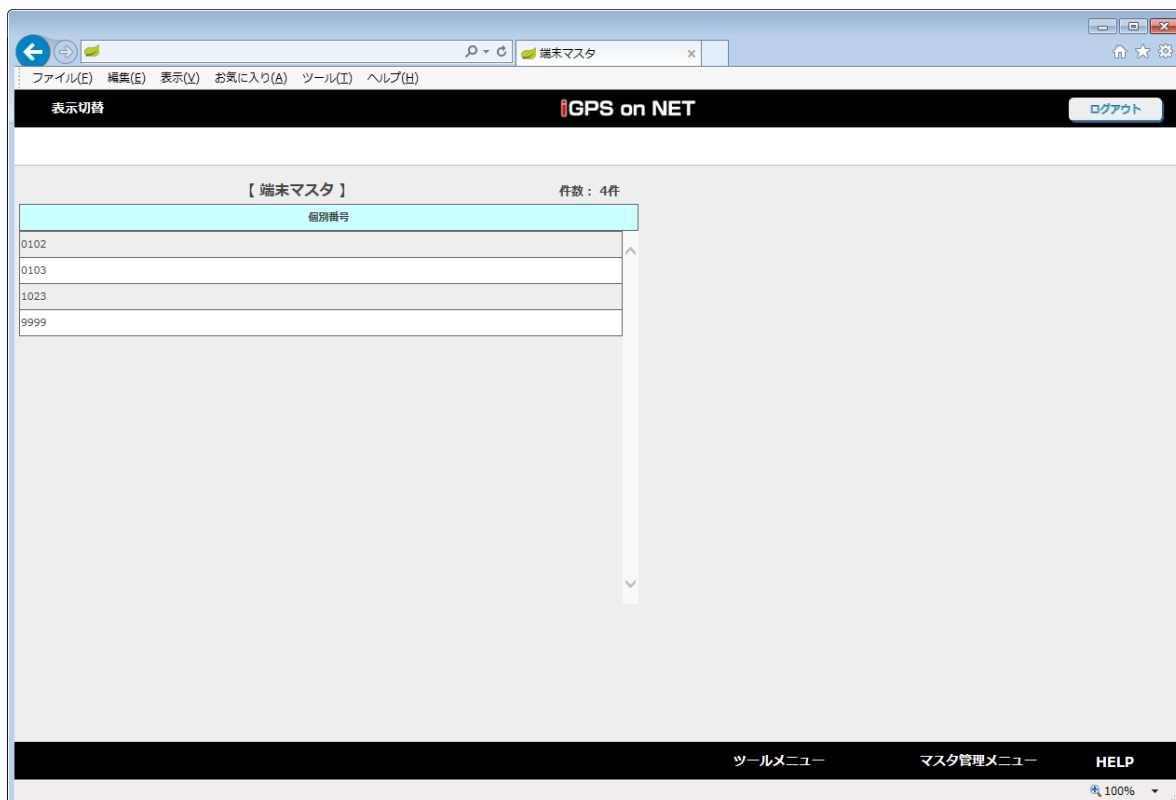 端末マスタ
ファイル(F) 編集(E) 表示(V) お気に入り(A) ツール(T) ヘルプ(H)
表示切替 iGPS on NET ログアウト
【 端末マスタ 】 件数： 4件
個別番号
0102
0103
1023
9999
ツールメニュー マスタ管理メニュー HELP
100%